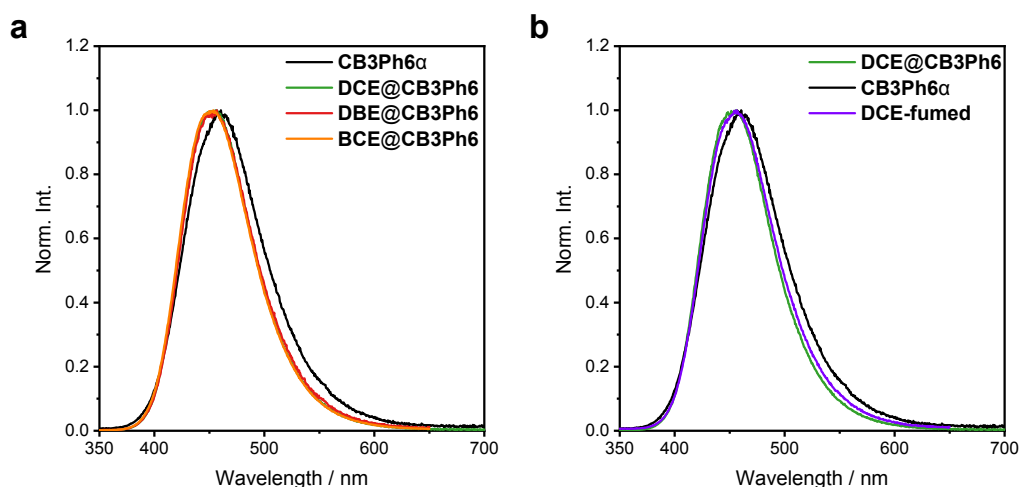 a
1.2
1.0
0.8
0.6
0.4
0.2
0.0
Norm. Int.
350
400
500
600
700
Wavelength / nm
CB3Ph6α
DCE@CB3Ph6
DBE@CB3Ph6
BCE@CB3Ph6
b
1.2
1.0
0.8
0.6
0.4
0.2
0.0
Norm. Int.
350
400
500
600
700
Wavelength / nm
DCE@CB3Ph6
CB3Ph6α
DCE-fumed